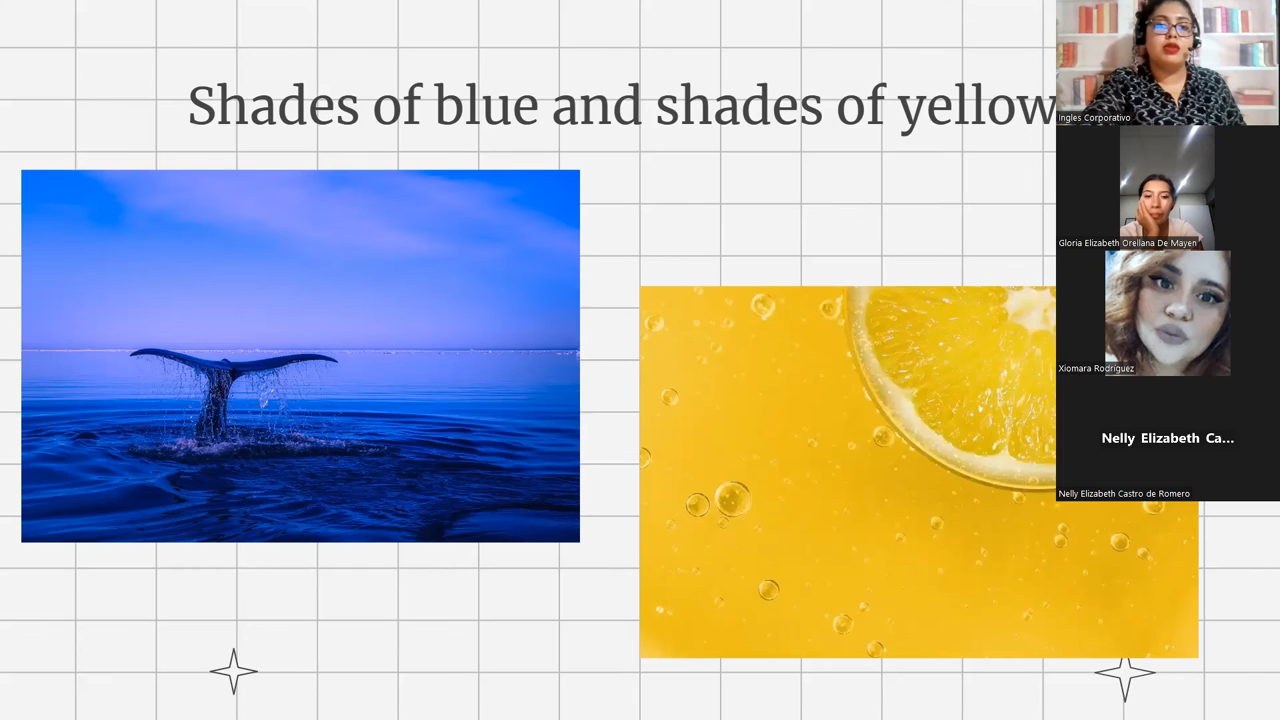 Shades of blue and shades of yellow
Ingles Corporativo
Gloria Elizabeth Orellana De Mayen
Xiomara Rodriguez
Nelly Elizabeth Ca...
Nelly Elizabeth Castro de Romero